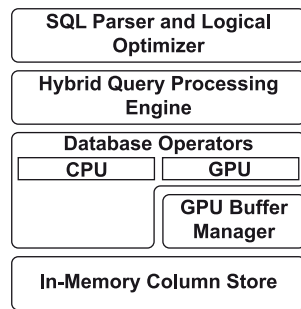 SQL Parser and Logical
Optimizer
Hybrid Query Processing
Engine
Database Operators
CPU
GPU
GPU Buffer
Manager
In-Memory Column Store